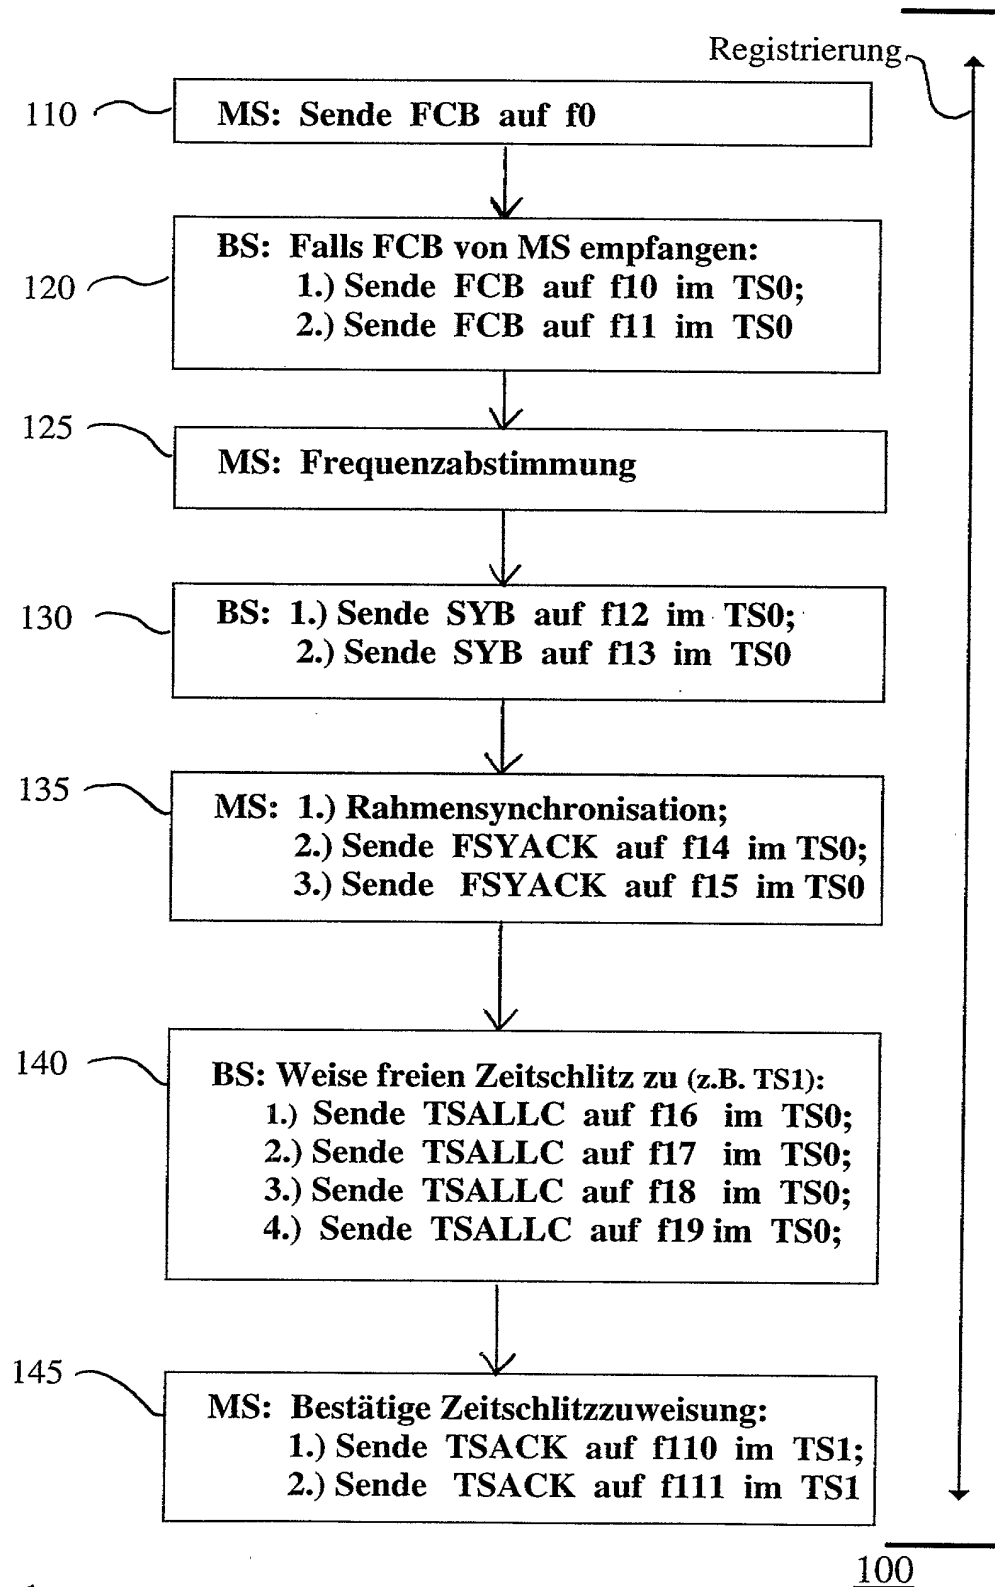 Registrierung
110
MS: Sende FCB auf f0
120
BS: Falls FCB von MS empfangen:
1.) Sende FCB auf f10 im TS0;
2.) Sende FCB auf f11 im TS0
125
MS: Frequenzabstimmung
130
BS: 1.) Sende SYB auf f12 im TS0;
2.) Sende SYB auf f13 im TS0
135
MS: 1.) Rahmensynchronisation;
2.) Sende FSYACK auf f14 im TS0;
3.) Sende FSYACK auf f15 im TS0
140
BS: Weise freien Zeitschlitz zu (z.B. TS1):
1.) Sende TSALLC auf f16 im TS0;
2.) Sende TSALLC auf f17 im TS0;
3.) Sende TSALLC auf f18 im TS0;
4.) Sende TSALLC auf f19 im TS0;
145
MS: Bestätige Zeitschlitzzuweisung:
1.) Sende TSACK auf f110 im TS1;
2.) Sende TSACK auf f111 im TS1
100